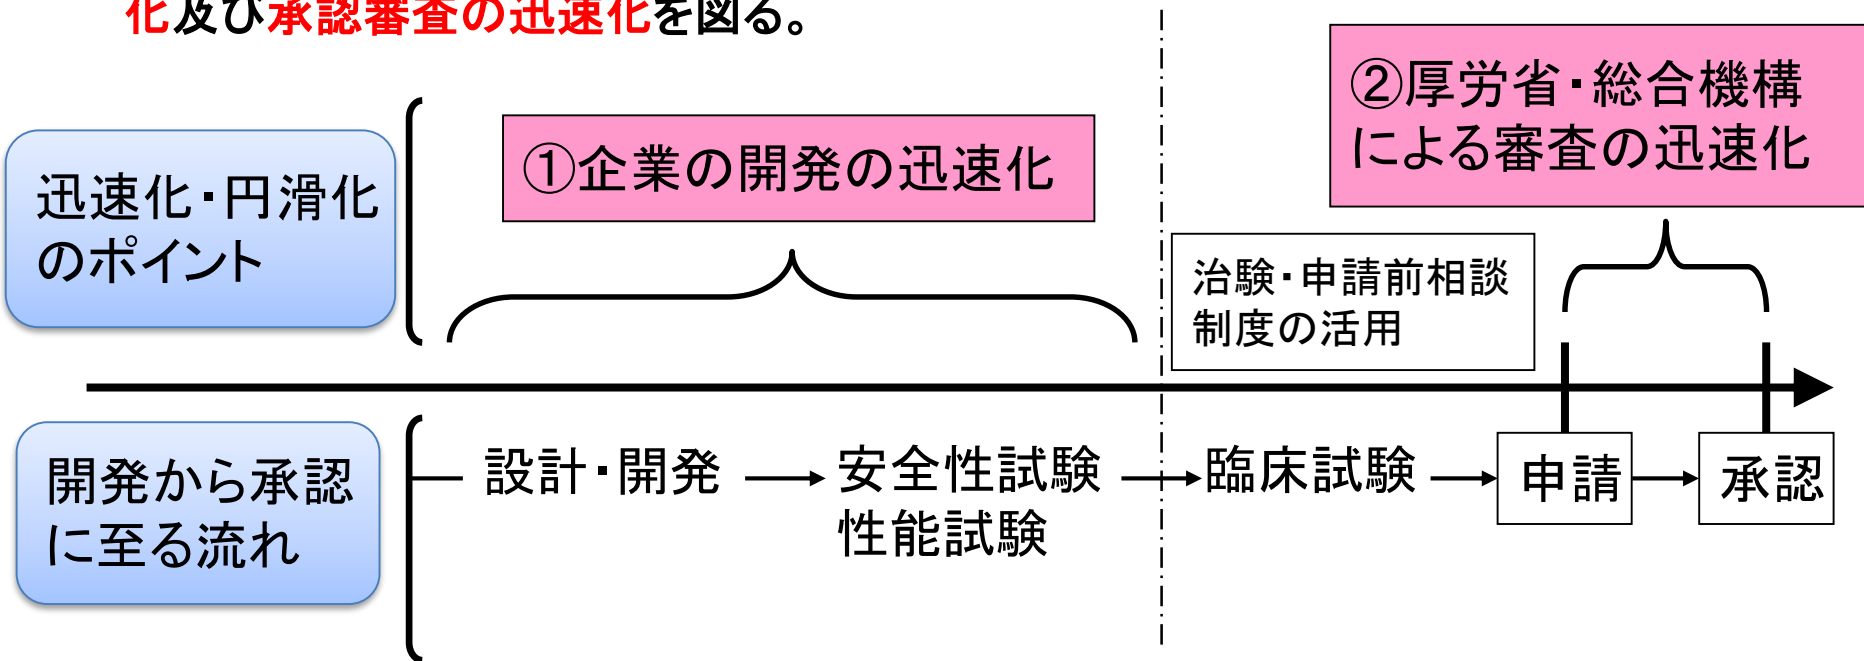 化及び承認審査の迅速化を図る。
②厚労省・総合機構
による審査の迅速化
①企業の開発の迅速化
迅速化・円滑化
のポイント
治験・申請前相談
制度の活用
開発から承認
に至る流れ
設計・開発
安全性試験
性能試験
臨床試験
申請
承認